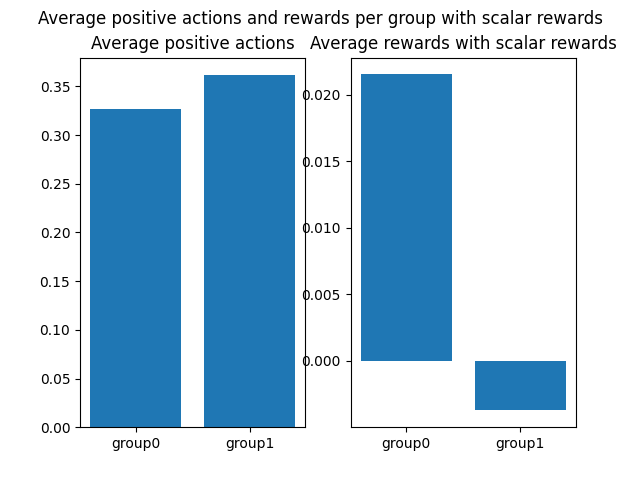 Average positive actions and rewards per group with scalar rewards
Average positive actions
0.35
0.30
0.25
0.20
0.15
0.10
0.05
0.00
group0 group1
Average rewards with scalar rewards
0.020
0.015
0.010
0.005
0.000
group0 group1